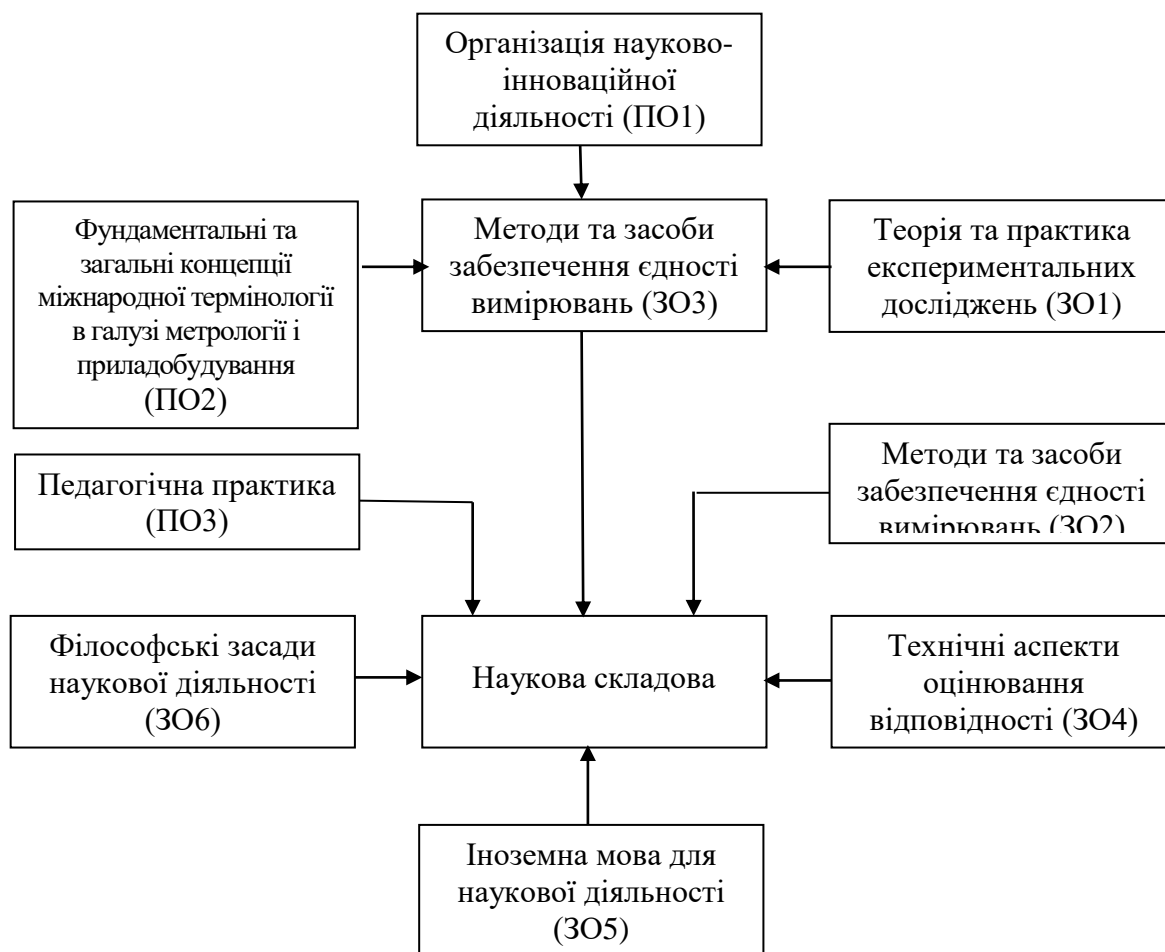 Організація науково-
інноваційної
діяльності (ПО1)
Фундаментальні та
загальні концепції
міжнародної термінології
в галузі метрології і
приладобудування
(ПО2)
Методи та засоби
забезпечення єдності
вимірювань (ЗО3)
Теорія та практика
експериментальних
досліджень (ЗО1)
Педагогічна практика
(ПО3)
Методи та засоби
забезпечення єдності
вимірювань (ЗО2)
Філософські засади
наукової діяльності
(ЗО6)
Наукова складова
Технічні аспекти
оцінювання
відповідності (ЗО4)
Іноземна мова для
наукової діяльності
(ЗО5)